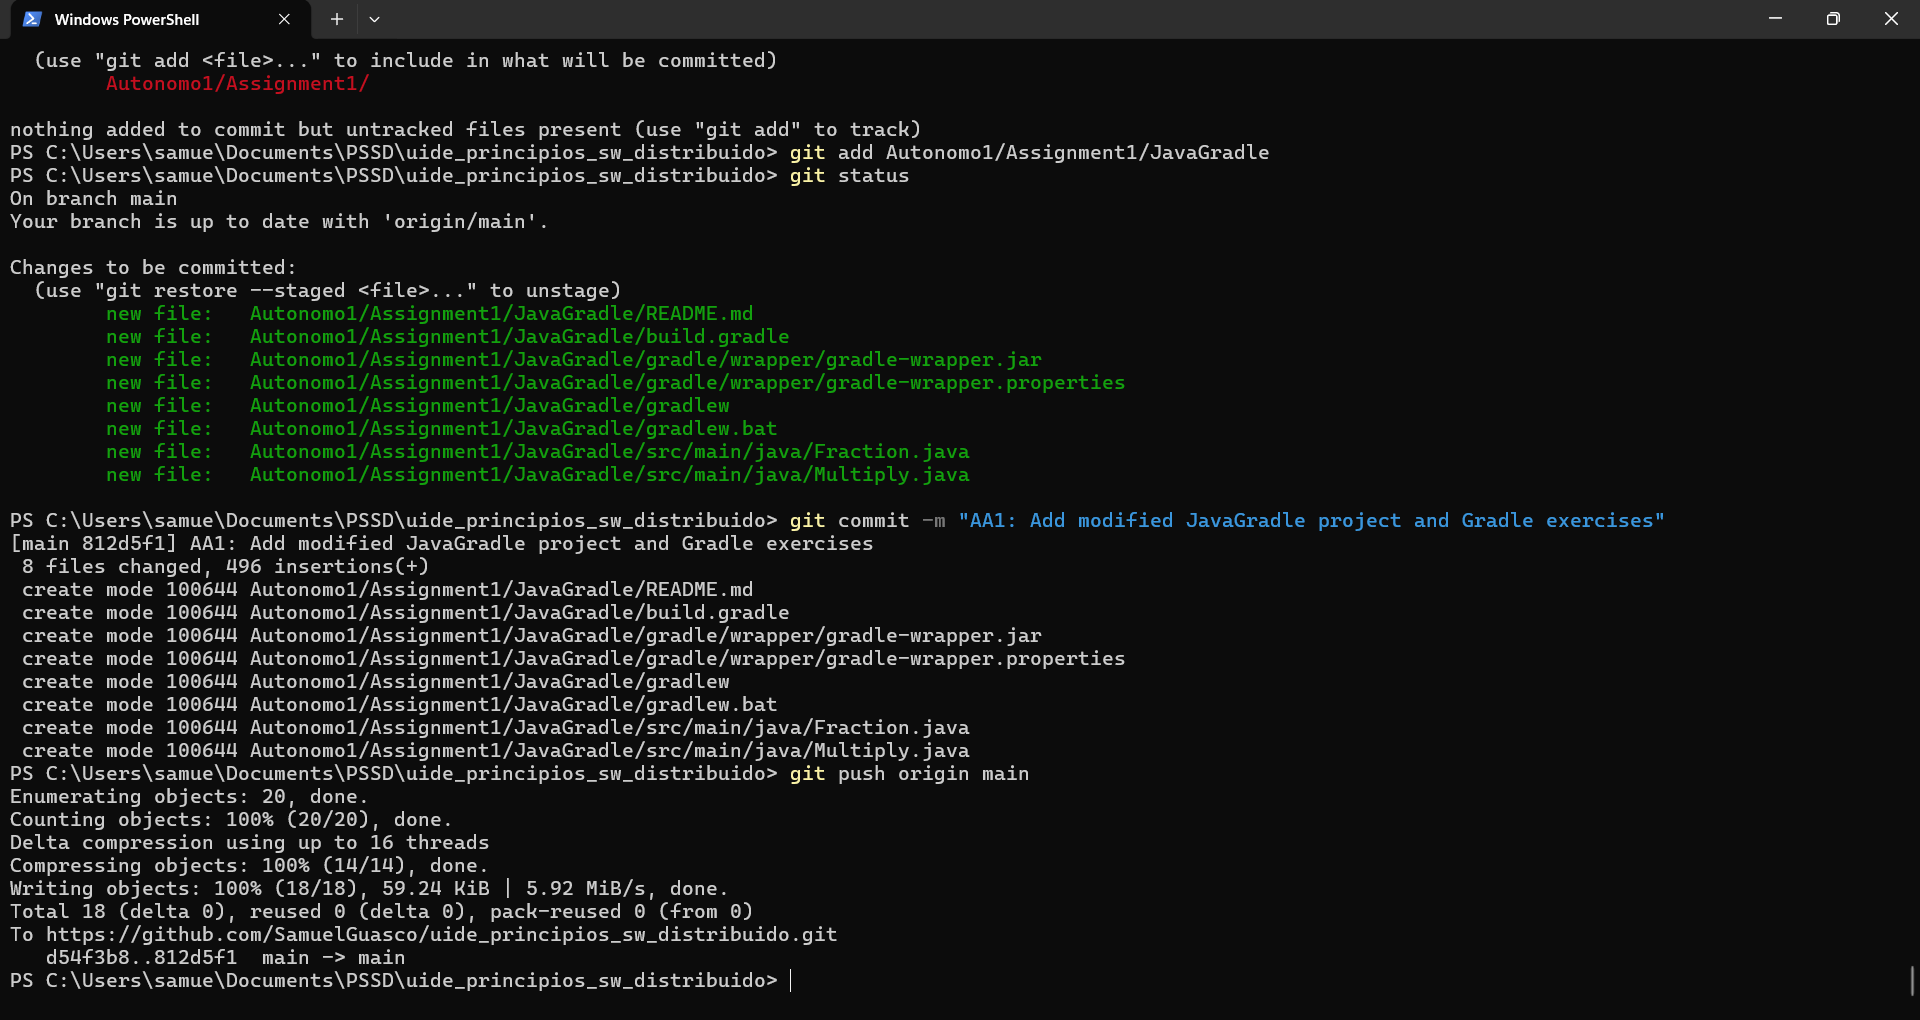 Windows PowerShell
  (use "git add <file>..." to include in what will be committed)
        Autonomo1/Assignment1/

nothing added to commit but untracked files present (use "git add" to track)
PS C:\Users\samue\Documents\PSSD\uide_principios_sw_distribuido> git add Autonomo1/Assignment1/JavaGradle
PS C:\Users\samue\Documents\PSSD\uide_principios_sw_distribuido> git status
On branch main
Your branch is up to date with 'origin/main'.

Changes to be committed:
  (use "git restore --staged <file>..." to unstage)
        new file:   Autonomo1/Assignment1/JavaGradle/README.md
        new file:   Autonomo1/Assignment1/JavaGradle/build.gradle
        new file:   Autonomo1/Assignment1/JavaGradle/gradle/wrapper/gradle-wrapper.jar
        new file:   Autonomo1/Assignment1/JavaGradle/gradle/wrapper/gradle-wrapper.properties
        new file:   Autonomo1/Assignment1/JavaGradle/gradlew
        new file:   Autonomo1/Assignment1/JavaGradle/gradlew.bat
        new file:   Autonomo1/Assignment1/JavaGradle/src/main/java/Fraction.java
        new file:   Autonomo1/Assignment1/JavaGradle/src/main/java/Multiply.java

PS C:\Users\samue\Documents\PSSD\uide_principios_sw_distribuido> git commit -m "AA1: Add modified JavaGradle project and Gradle exercises"
[main 812d5f1] AA1: Add modified JavaGradle project and Gradle exercises
 8 files changed, 496 insertions(+)
 create mode 100644 Autonomo1/Assignment1/JavaGradle/README.md
 create mode 100644 Autonomo1/Assignment1/JavaGradle/build.gradle
 create mode 100644 Autonomo1/Assignment1/JavaGradle/gradle/wrapper/gradle-wrapper.jar
 create mode 100644 Autonomo1/Assignment1/JavaGradle/gradle/wrapper/gradle-wrapper.properties
 create mode 100644 Autonomo1/Assignment1/JavaGradle/gradlew
 create mode 100644 Autonomo1/Assignment1/JavaGradle/gradlew.bat
 create mode 100644 Autonomo1/Assignment1/JavaGradle/src/main/java/Fraction.java
 create mode 100644 Autonomo1/Assignment1/JavaGradle/src/main/java/Multiply.java
PS C:\Users\samue\Documents\PSSD\uide_principios_sw_distribuido> git push origin main
Enumerating objects: 20, done.
Counting objects: 100% (20/20), done.
Delta compression using up to 16 threads
Compressing objects: 100% (14/14), done.
Writing objects: 100% (18/18), 59.24 KiB | 5.92 MiB/s, done.
Total 18 (delta 0), reused 0 (delta 0), pack-reused 0 (from 0)
To https://github.com/SamuelGuasco/uide_principios_sw_distribuido.git
   d54f3b8..812d5f1  main -> main
PS C:\Users\samue\Documents\PSSD\uide_principios_sw_distribuido>